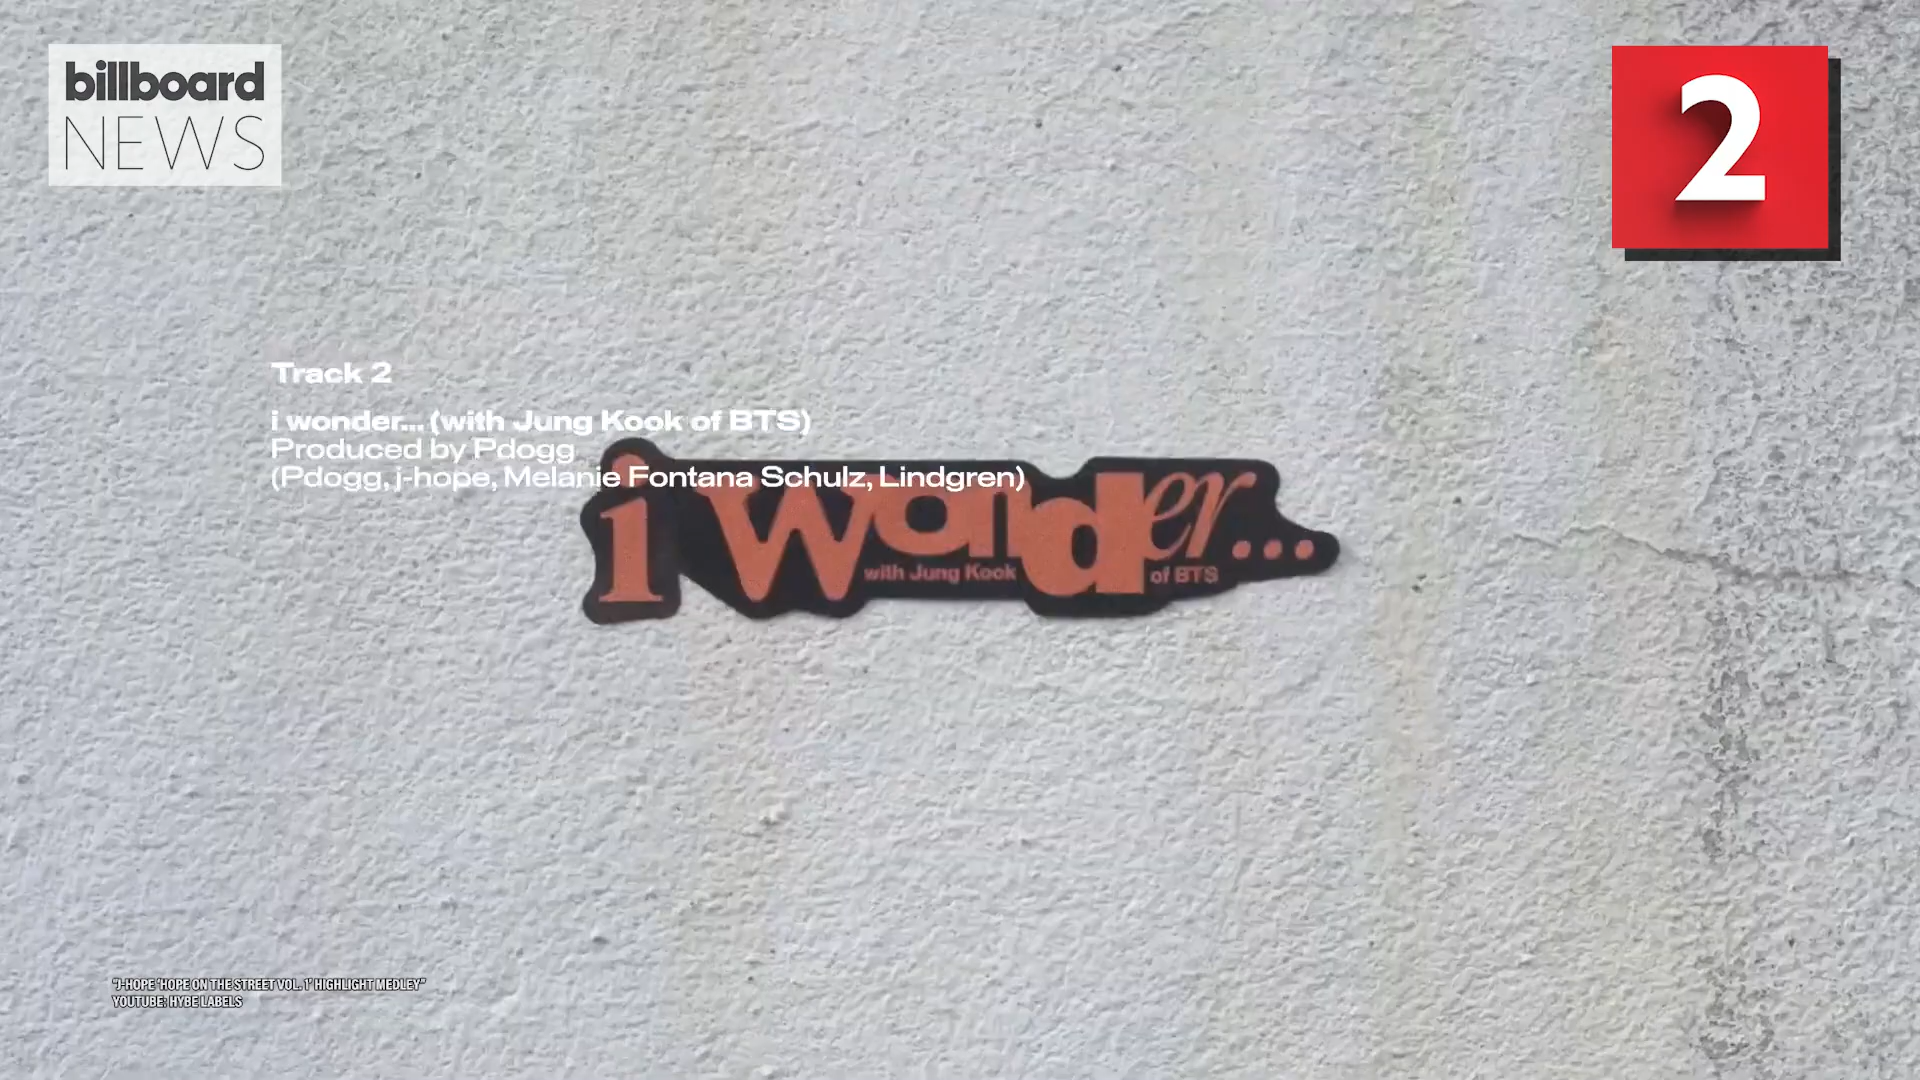 billboard
NEWS
2
Track 2
i wonder... (with Jung Kook of BTS)
Produced by Pdogg
(Pdogg, j-hope, Melanie Fontana Schulz, Lindgren)
i wonder...
with Jung Kook of BTS
"J-HOPE 'HOPE ON THE STREET VOL. 1' HIGHLIGHT MEDLEY"
YOUTUBE: HYBE LABELS